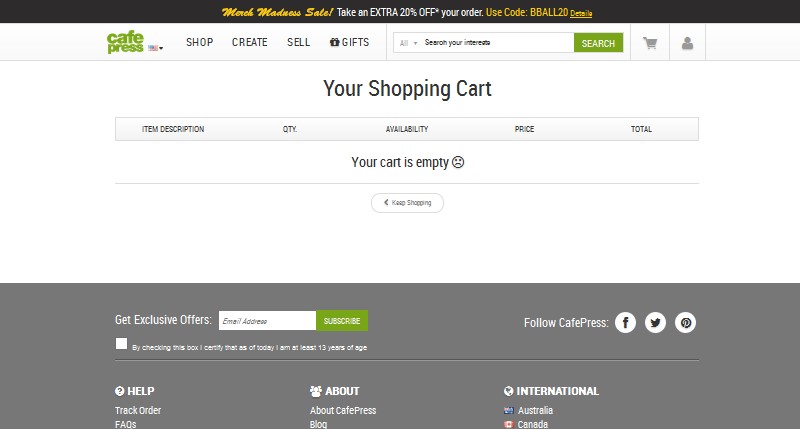 Merch Madness Sale! Take an EXTRA 20% OFF* your order. Use Code: BBALL20 Details
cafe press SHOP CREATE SELL GIFTS All Search your interests SEARCH
Your Shopping Cart
ITEM DESCRIPTION QTY. AVAILABILITY PRICE TOTAL
Your cart is empty
Keep Shopping
Get Exclusive Offers: Email Address SUBSCRIBE Follow CafePress:
By checking this box I certify that as of today I am at least 13 years of age
HELP ABOUT INTERNATIONAL
Track Order About CafePress Australia
FAQs Blog Canada